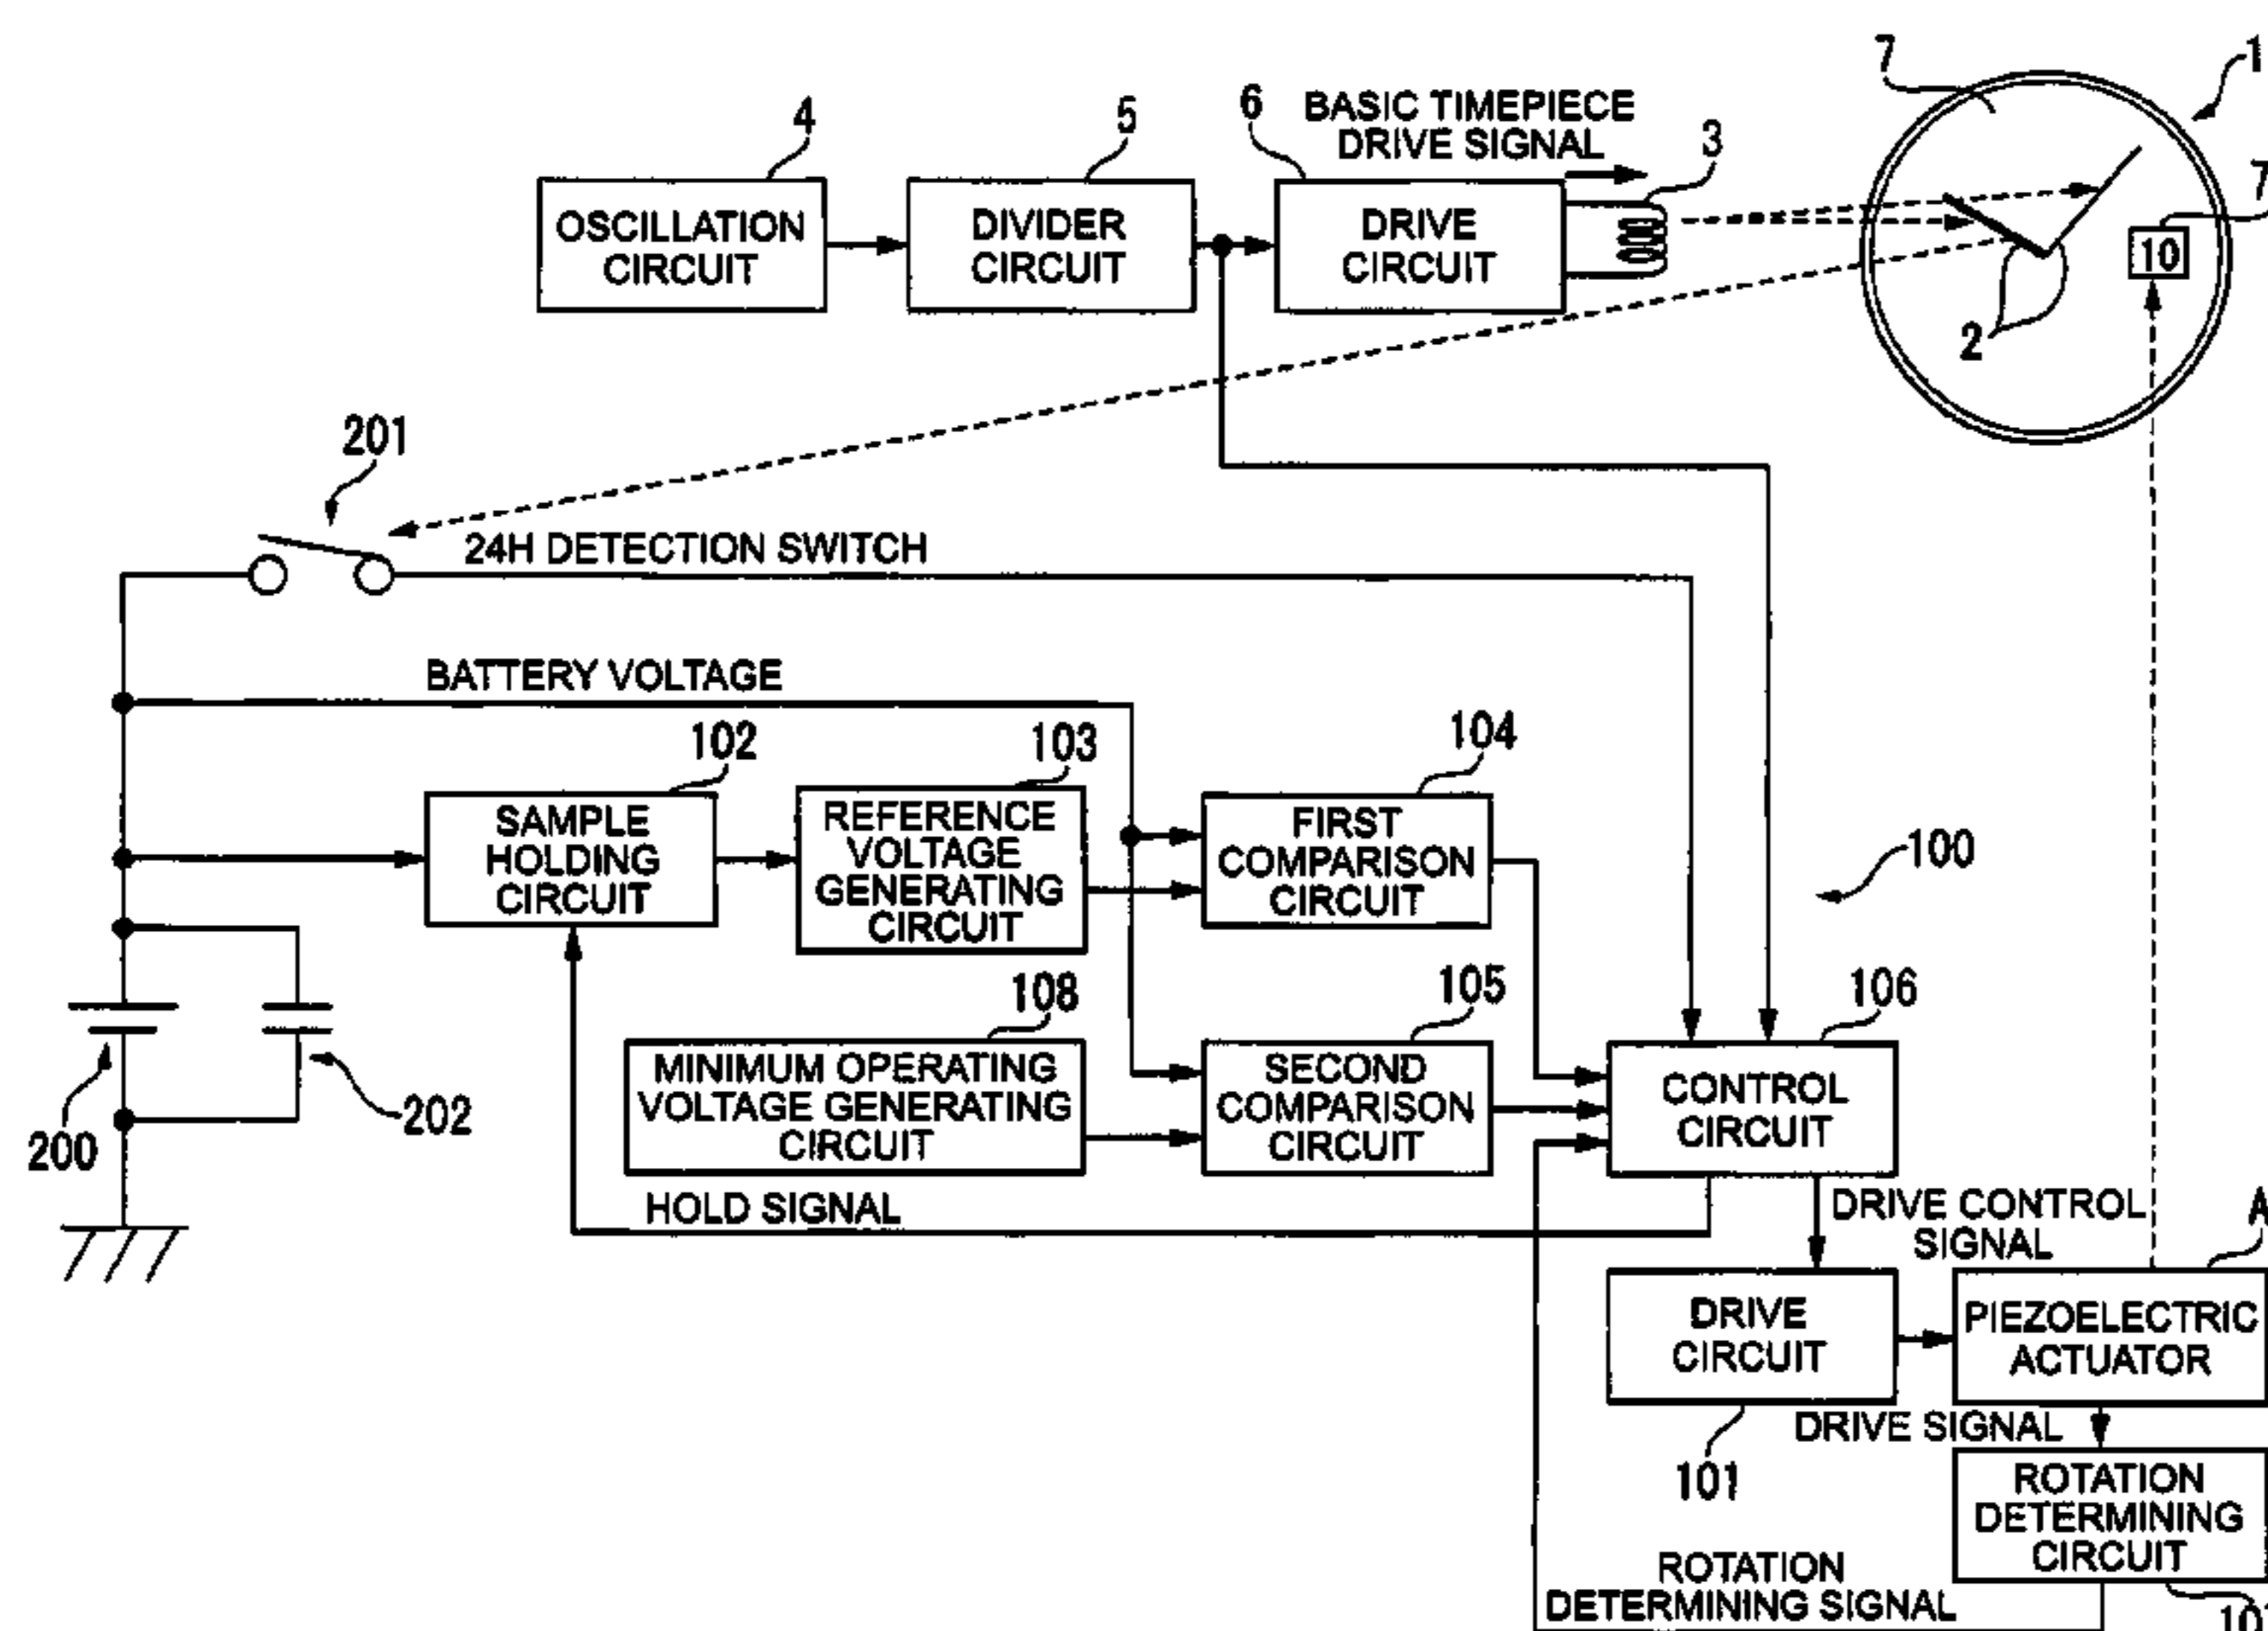 7
1
4
5
6
BASIC TIMEPIECE
DRIVE SIGNAL
3
OSCILLATION
CIRCUIT
DIVIDER
CIRCUIT
DRIVE
CIRCUIT
10
2
201
24H DETECTION SWITCH
BATTERY VOLTAGE
102
103
104
SAMPLE
HOLDING
CIRCUIT
REFERENCE
VOLTAGE
GENERATING
CIRCUIT
FIRST
COMPARISON
CIRCUIT
100
108
105
106
MINIMUM OPERATING
VOLTAGE GENERATING
CIRCUIT
SECOND
COMPARISON
CIRCUIT
CONTROL
CIRCUIT
200
202
HOLD SIGNAL
DRIVE CONTROL
SIGNAL
A
DRIVE
CIRCUIT
PIEZOELECTRIC
ACTUATOR
101
DRIVE SIGNAL
ROTATION
DETERMINING
CIRCUIT
ROTATION
DETERMINING SIGNAL